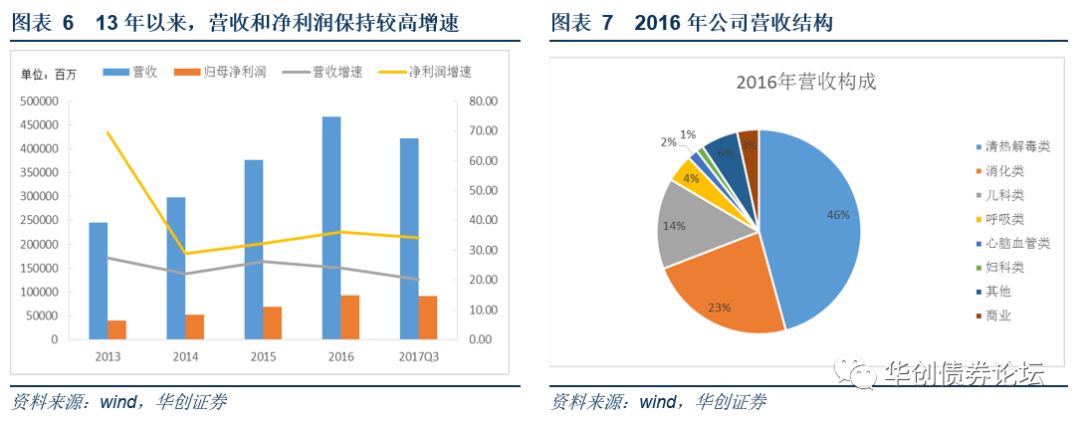 图表 6 13 年以来，营收和净利润保持较高增速
单位：百万
营收 归母净利润 营收增速 净利润增速
500000
450000
400000
350000
300000
250000
200000
150000
100000
50000
0
80.00
70.00
60.00
50.00
40.00
30.00
20.00
10.00
0.00
2013 2014 2015 2016 2017Q3
资料来源：wind，华创证券
图表 7 2016 年公司营收结构
2016年营收构成
46%
23%
14%
4%
2%
1%
6%
3%
清热解毒类
消化类
儿科类
呼吸类
心脑血管类
妇科类
其他
商业
华创债券论坛
资料来源：wind，华创证券